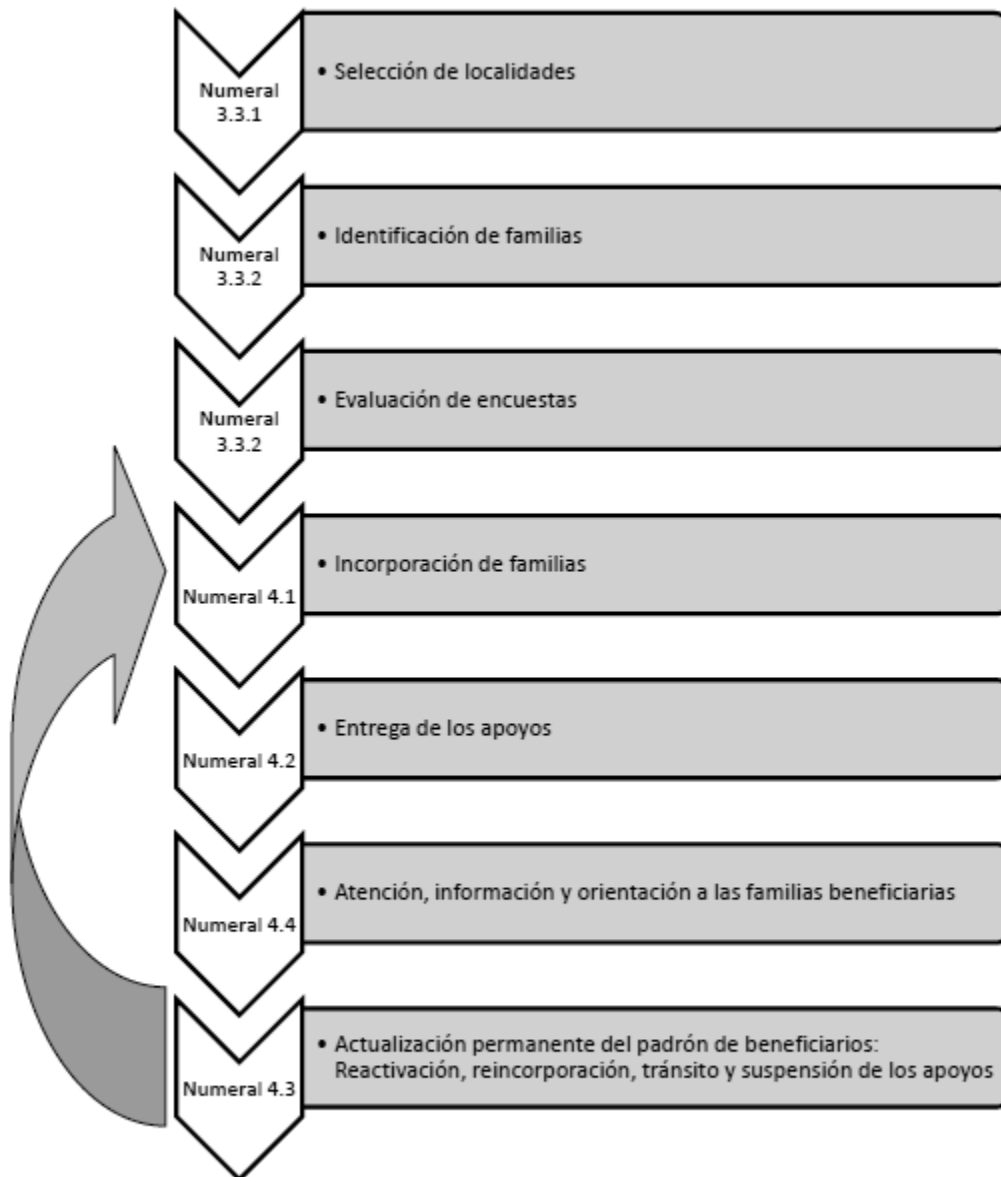 Numeral
3.3.1
• Selección de localidades
Numeral
3.3.2
• Identificación de familias
Numeral
3.3.2
• Evaluación de encuestas
Numeral 4.1
• Incorporación de familias
Numeral 4.2
• Entrega de los apoyos
Numeral 4.4
• Atención, información y orientación a las familias beneficiarias
Numeral 4.3
• Actualización permanente del padrón de beneficiarios:
Reactivación, reincorporación, tránsito y suspensión de los apoyos